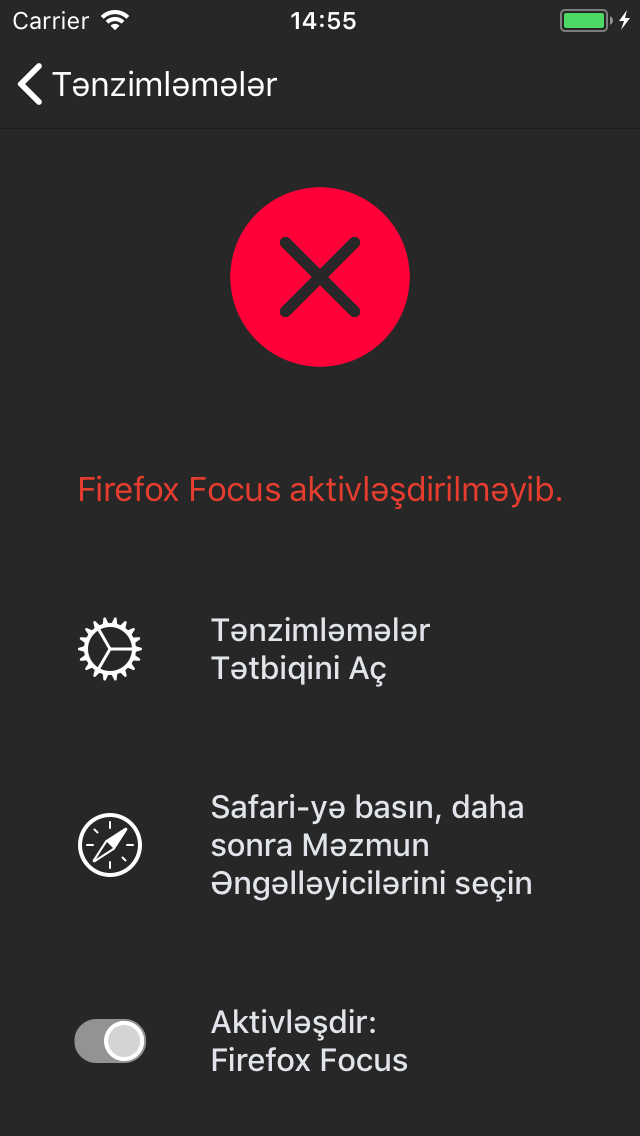 Carrier 14:55
Tənzimləmələr
Firefox Focus aktivləşdirilməyib.
Tənzimləmələr
Tətbiqini Aç
Safari-yə basın, daha
sonra Məzmun
Əngəlləyicilərini seçin
Aktivləşdir:
Firefox Focus